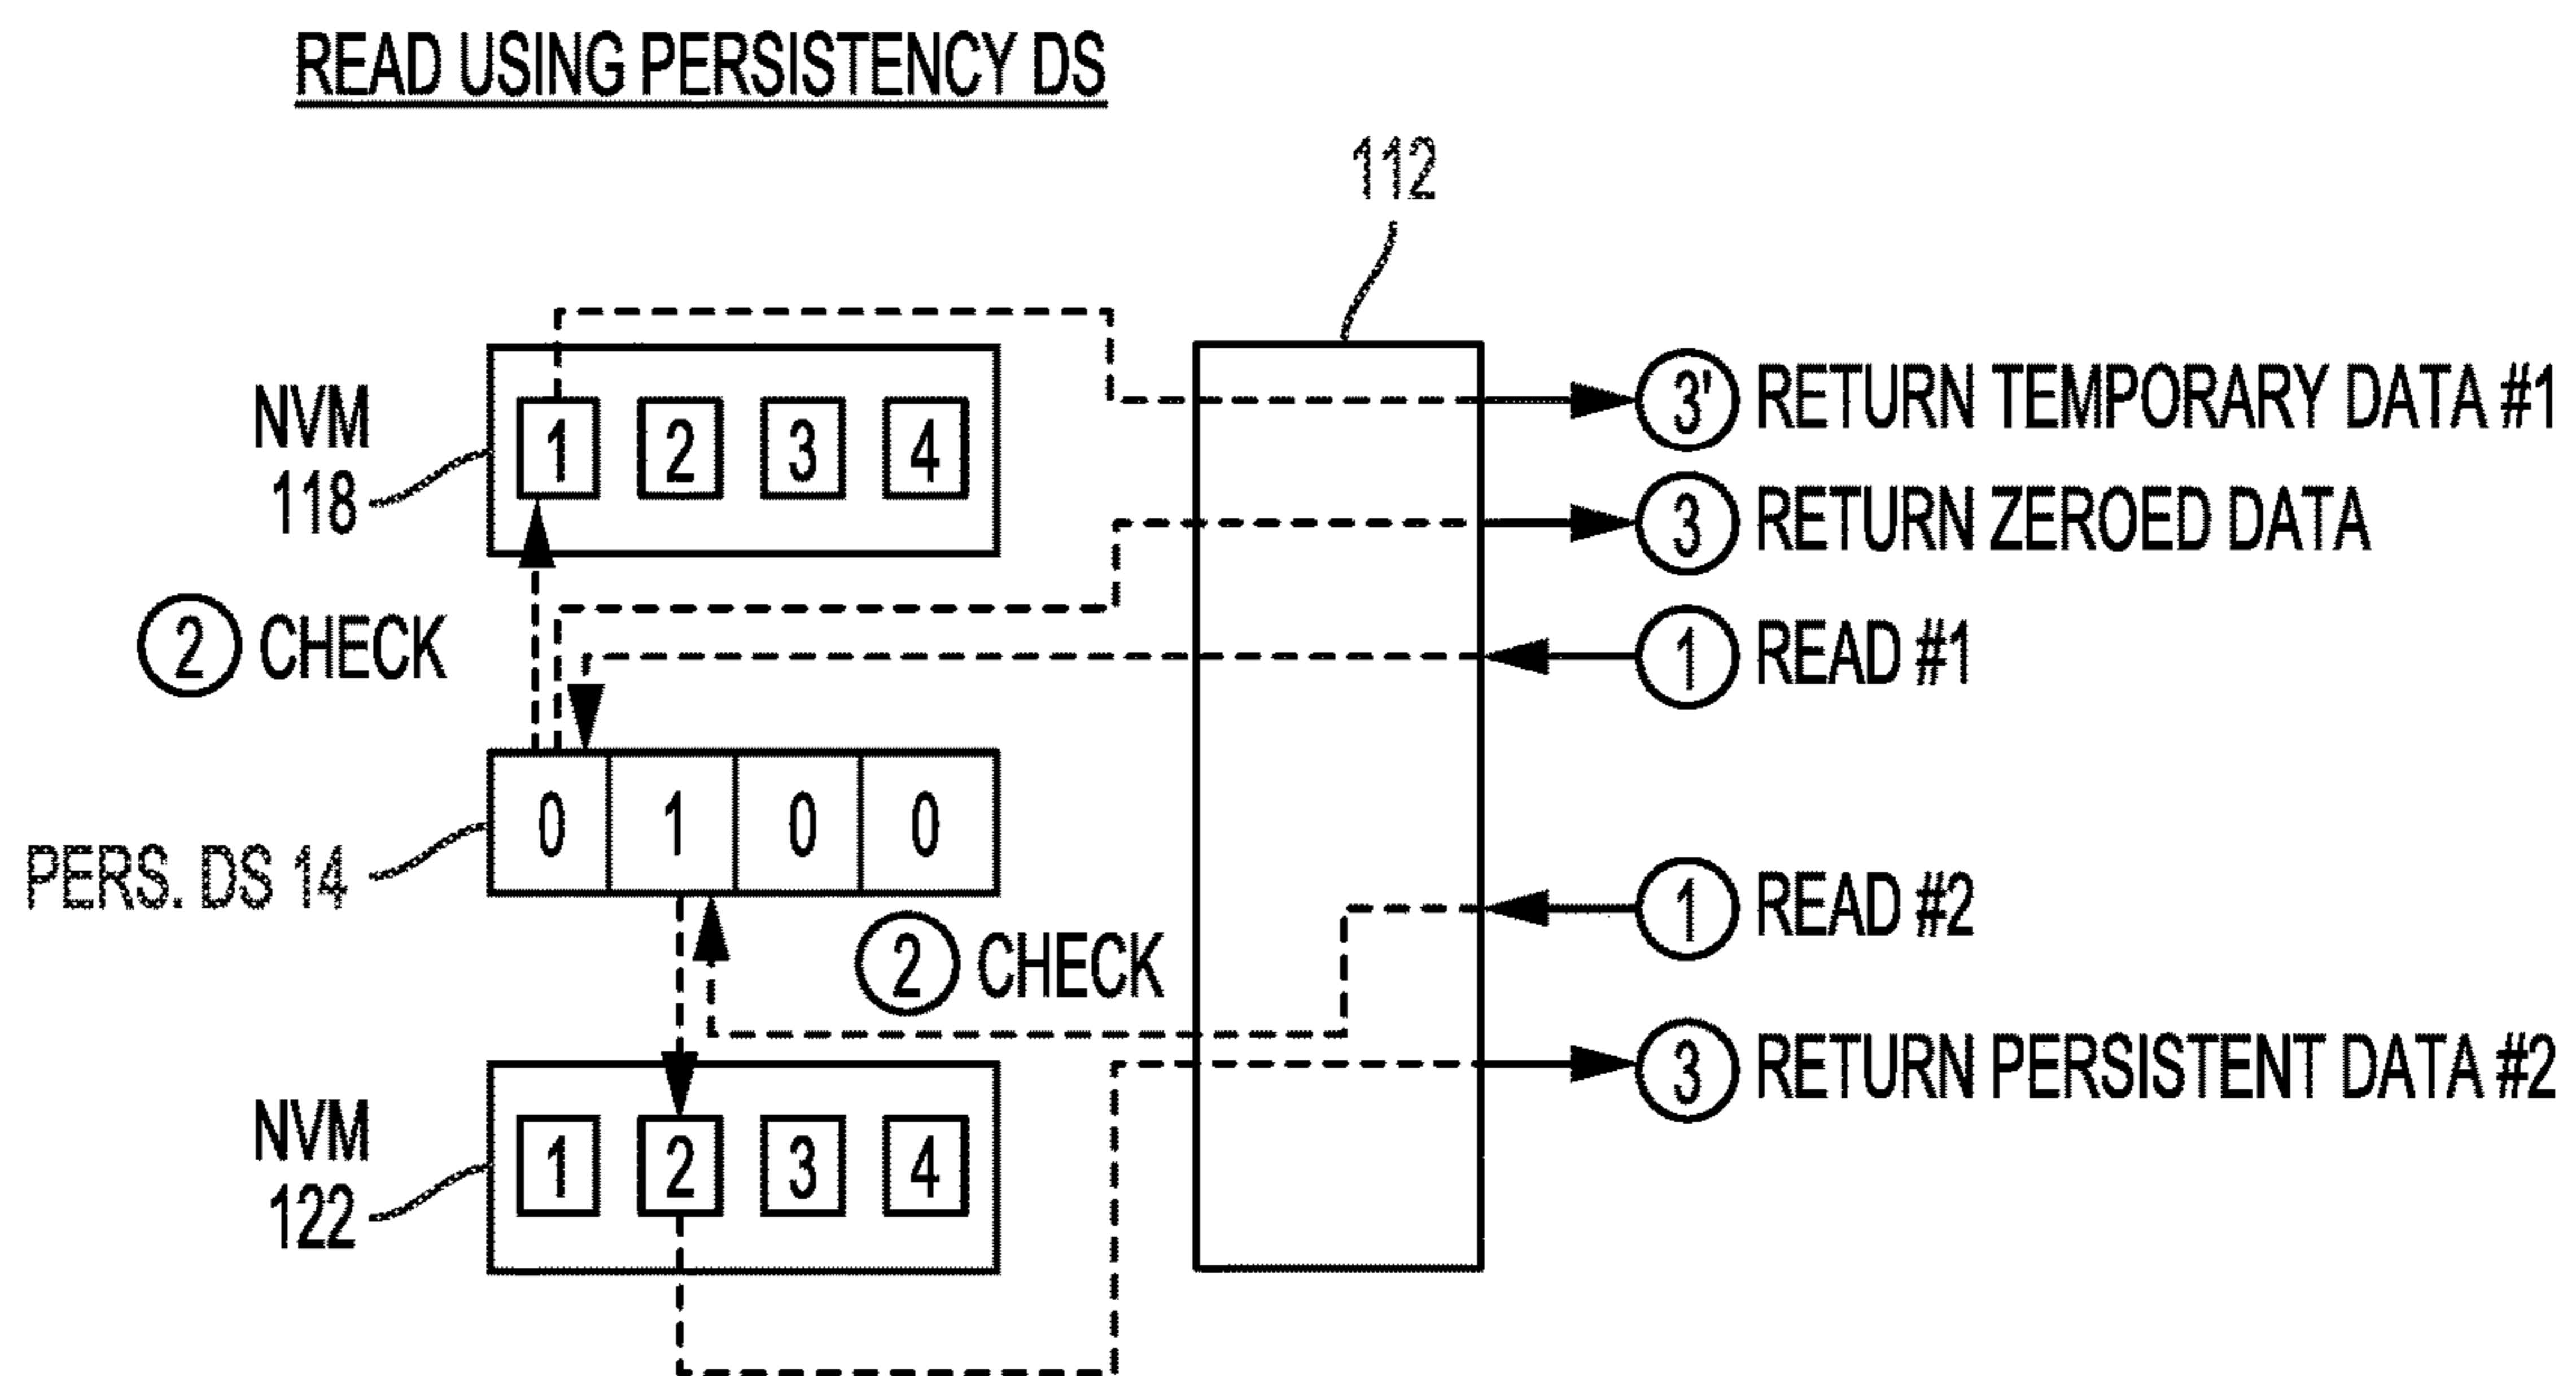 READ USING PERSISTENCY DS
112
NVM
118
1 2 3 4
3' RETURN TEMPORARY DATA #1
3 RETURN ZEROED DATA
2 CHECK
1 READ #1
PERS. DS 14
0 1 0 0
1 READ #2
2 CHECK
3 RETURN PERSISTENT DATA #2
NVM
122
1 2 3 4